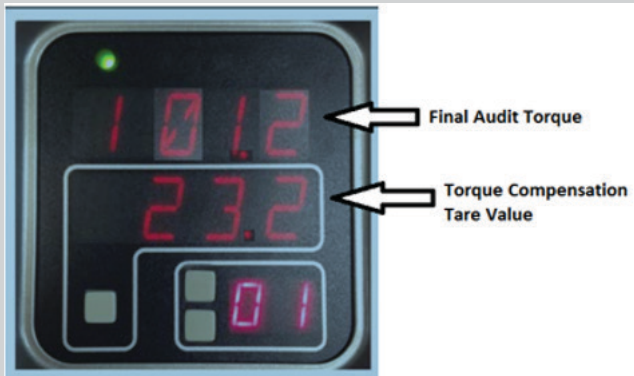 101.2
Final Audit Torque
23.2
Torque Compensation
Tare Value
01